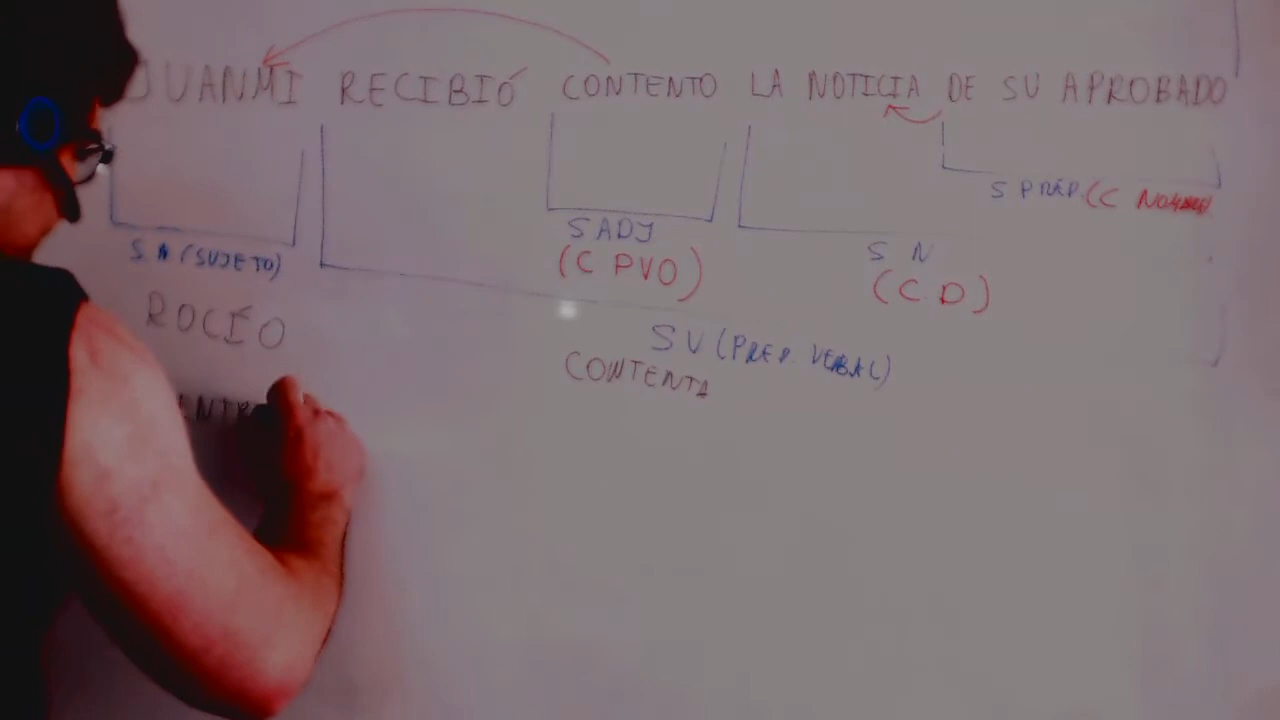 JUANMI RECIBIÓ CONTENTO LA NOTICIA DE SU APROBADO
S PREP. (C NOMBRE)
S ADJ
(C PVO)
S N
(C D)
S N (SUJETO)
ROCÍO
SV (PRED. VERBAL)
CONTENTA